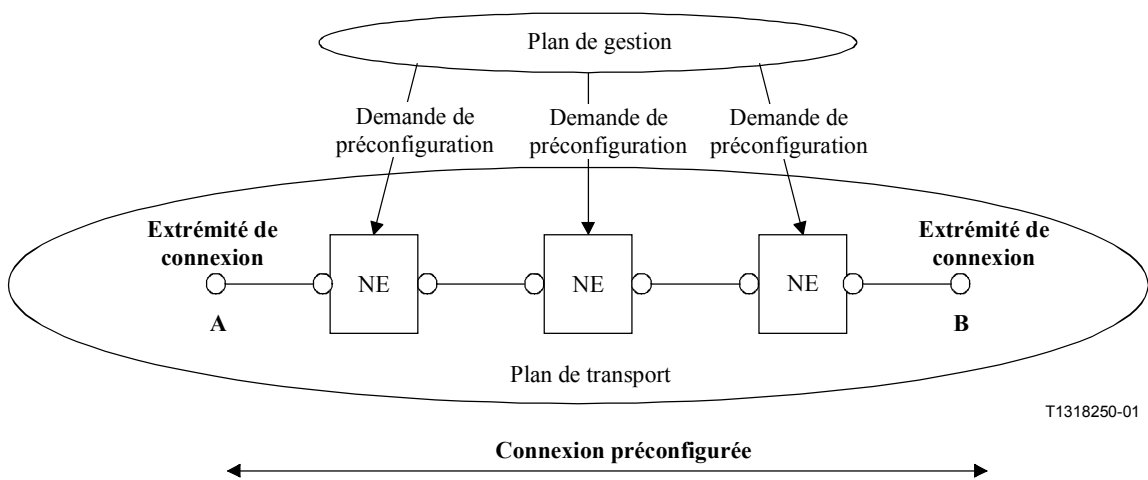 Plan de gestion
Demande de
préconfiguration
Demande de
préconfiguration
Demande de
préconfiguration
Extrémité de
connexion
Extrémité de
connexion
NE
NE
NE
A
B
Plan de transport
T1318250-01
Connexion préconfigurée